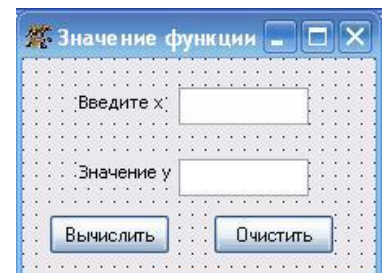 Значение функции
Введите x
Значение y
Вычислить
Очистить